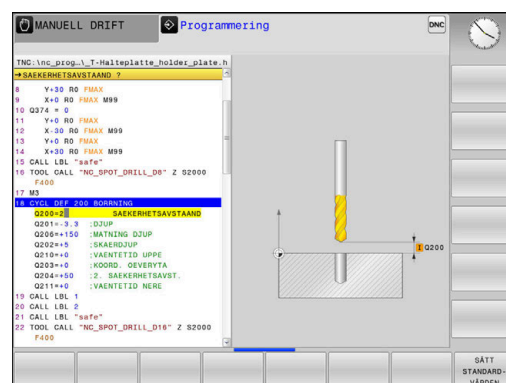 MANUELL DRIFT
Programmering
DNC
TNC:\nc_prog…\_T-Halteplatte_holder_plate.h
→SAEKERHETSAVSTAAND ?
8 Y+30 R0 FMAX
9 X+0 R0 FMAX M99
10 Q374 = 0
11 Y+0 R0 FMAX
12 X-30 R0 FMAX M99
13 Y+0 R0 FMAX
14 X+30 R0 FMAX M99
15 CALL LBL "safe"
16 TOOL CALL "NC_SPOT_DRILL_D8" Z S2000
F400
17 M3
18 CYCL DEF 200 BORRNING
Q200=2 SAEKERHETSAVSTAAND
Q201=-3.3 ;DJUP
Q206=+150 ;MATNING DJUP
Q202=+5 ;SKAERDJUP
Q210=+0 ;VAENTETID UPPE
Q203=+0 ;KOORD. OEVERYTA
Q204=+50 ;2. SAEKERHETSAVST.
Q211=+0 ;VAENTETID NERE
19 CALL LBL 1
20 CALL LBL 2
21 CALL LBL "safe"
22 TOOL CALL "NC_SPOT_DRILL_D16" Z S2000
F400
Q200
SÄTT
STANDARD-
VÄRDEN